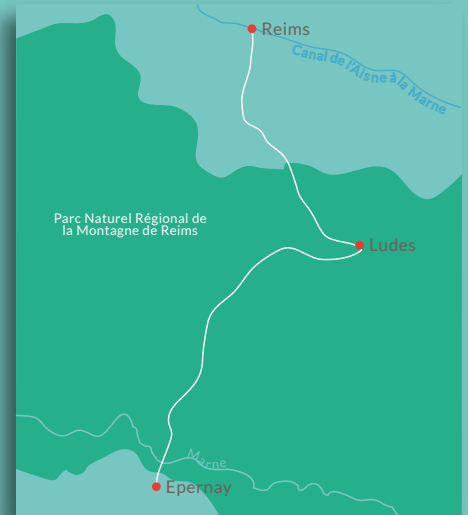 Reims
Canal de l'Aisne à la Marne
Parc Naturel Régional de
la Montagne de Reims
Ludes
Marne
Epernay